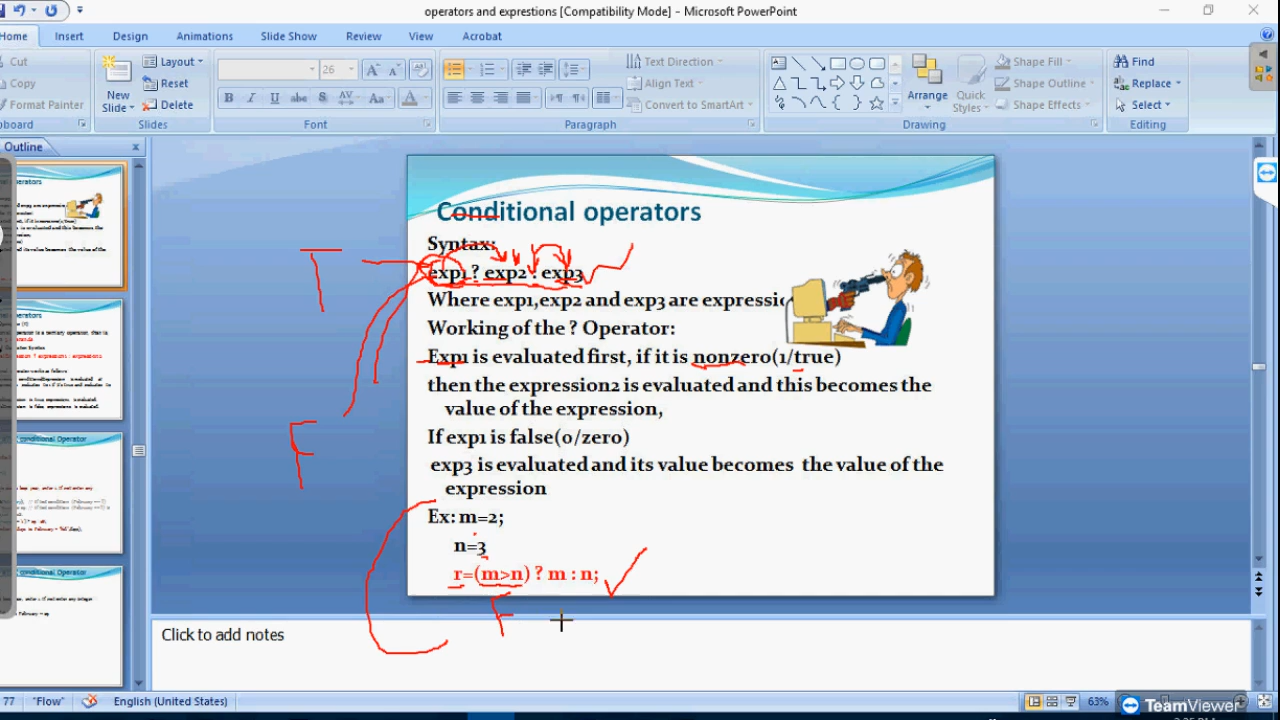 operators and exprestions [Compatibility Mode] - Microsoft PowerPoint
Home Insert Design Animations Slide Show Review View Acrobat
Cut
Copy
Format Painter
New Slide
Layout
Reset
Delete
26
Text Direction
Align Text
Convert to SmartArt
Arrange
Quick Styles
Shape Fill
Shape Outline
Shape Effects
Find
Replace
Select
Slides Font Paragraph Drawing Editing
Outline
Conditional operators
Syntax:
exp1 ? exp2 : exp3
Where exp1,exp2 and exp3 are expressio
Working of the ? Operator:
Exp1 is evaluated first, if it is nonzero(1/true)
then the expression2 is evaluated and this becomes the
value of the expression,
If exp1 is false(0/zero)
exp3 is evaluated and its value becomes the value of the
expression
Ex: m=2;
n=3
r=(m>n) ? m : n;
T
F
F
Click to add notes
77 "Flow" English (United States) 63%
TeamViewer